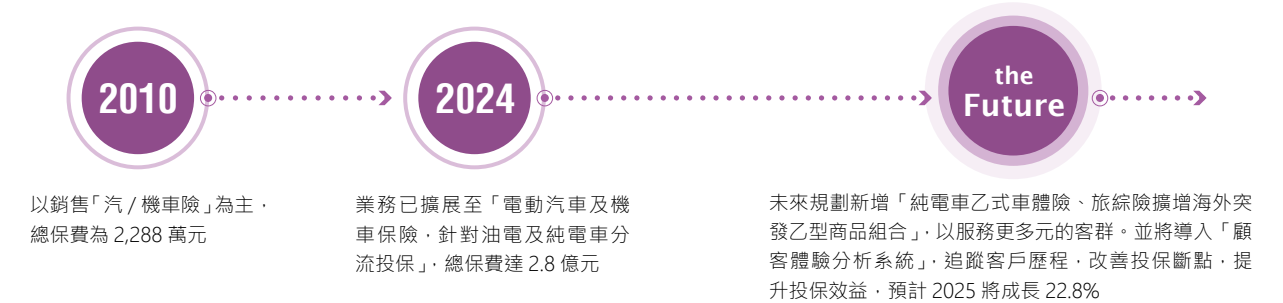 2010
2024
the
Future
以銷售「汽 / 機車險」為主，
總保費為 2,288 萬元
業務已擴展至「電動汽車及機
車保險，針對油電及純電車分
流投保」，總保費達 2.8 億元
未來規劃新增「純電車乙式車體險、旅綜險擴增海外突
發乙型商品組合」，以服務更多元的客群。並將導入「顧
客體驗分析系統」，追蹤客戶歷程，改善投保斷點，提
升投保效益，預計 2025 將成長 22.8%